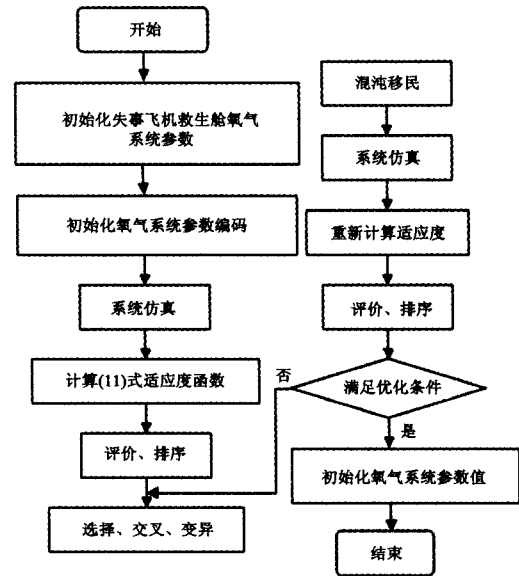 开始
初始化失事飞机救生舱氧气
系统参数
初始化氧气系统参数编码
系统仿真
计算(11)式适应度函数
评价、排序
选择、交叉、变异
混沌移民
系统仿真
重新计算适应度
评价、排序
满足优化条件
否
是
初始化氧气系统参数值
结束